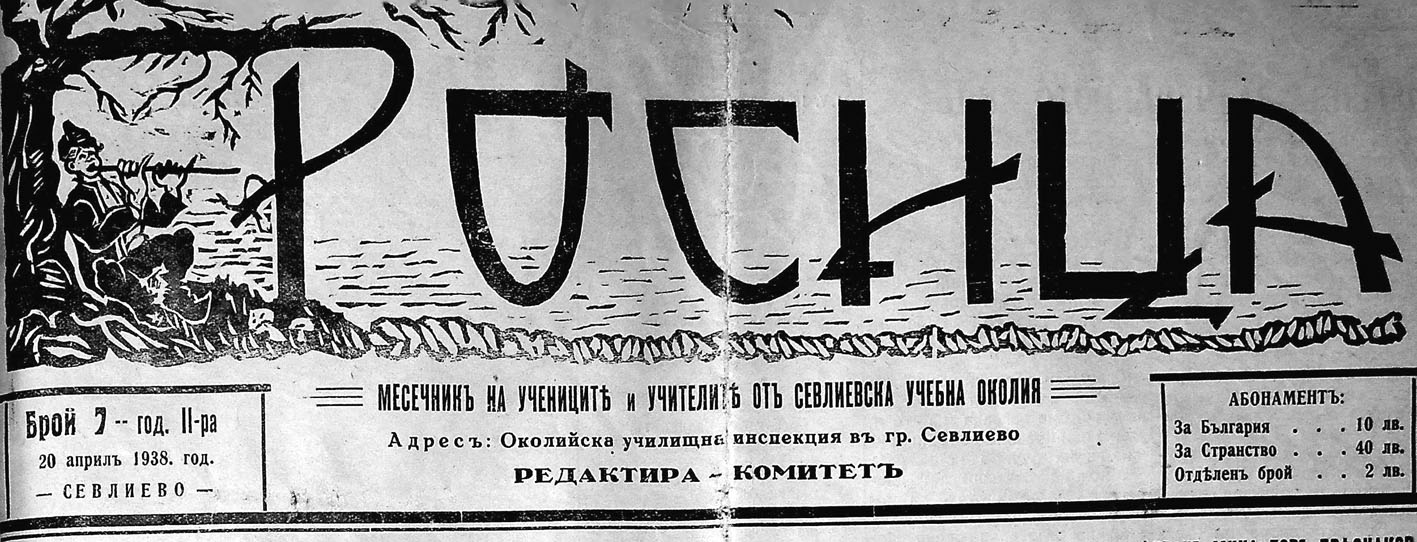 РОСИЦА
БРОЙ 7 -- год. II-ра
20 априлъ 1938. год.
— СЕВЛИЕВО —
МЕСЕЧНИКЪ НА УЧЕНИЦИТѢ и УЧИТЕЛИТѢ ОТЪ СЕВЛИЕВСКА УЧЕБНА ОКОЛИЯ
Адресъ: Околийска училищна инспекция въ гр. Севлиево
РЕДАКТИРА - КОМИТЕТЪ
АБОНАМЕНТЪ:
За България . . . 10 лв.
За Странство . . . 40 лв.
Отдѣленъ брой . . 2 лв.